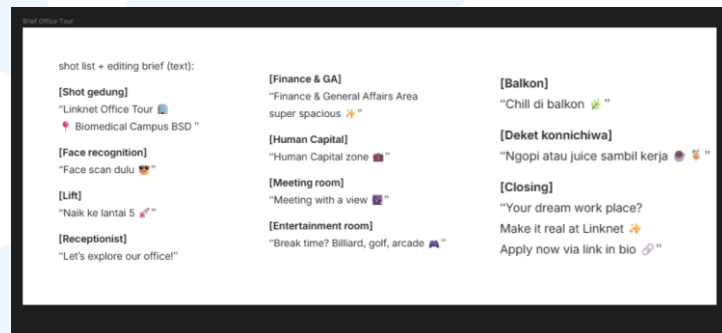 Brief Office Tour
shot list + editing brief (text):
[Shot gedung]
"Linknet Office Tour 🏢
📍 Biomedical Campus BSD "
[Face recognition]
"Face scan dulu 😎"
[Lift]
"Naik ke lantai 5 🚀"
[Receptionist]
"Let's explore our office!"
[Finance & GA]
"Finance & General Affairs Area
super spacious ✨"
[Human Capital]
"Human Capital zone 💼"
[Meeting room]
"Meeting with a view 🌆"
[Entertainment room]
"Break time? Billiard, golf, arcade 🎮"
[Balkon]
"Chill di balkon 🌿"
[Deket konnichiwa]
"Ngopi atau juice sambil kerja ☕ 🍹"
[Closing]
"Your dream work place?
Make it real at Linknet ✨
Apply now via link in bio 🔗"